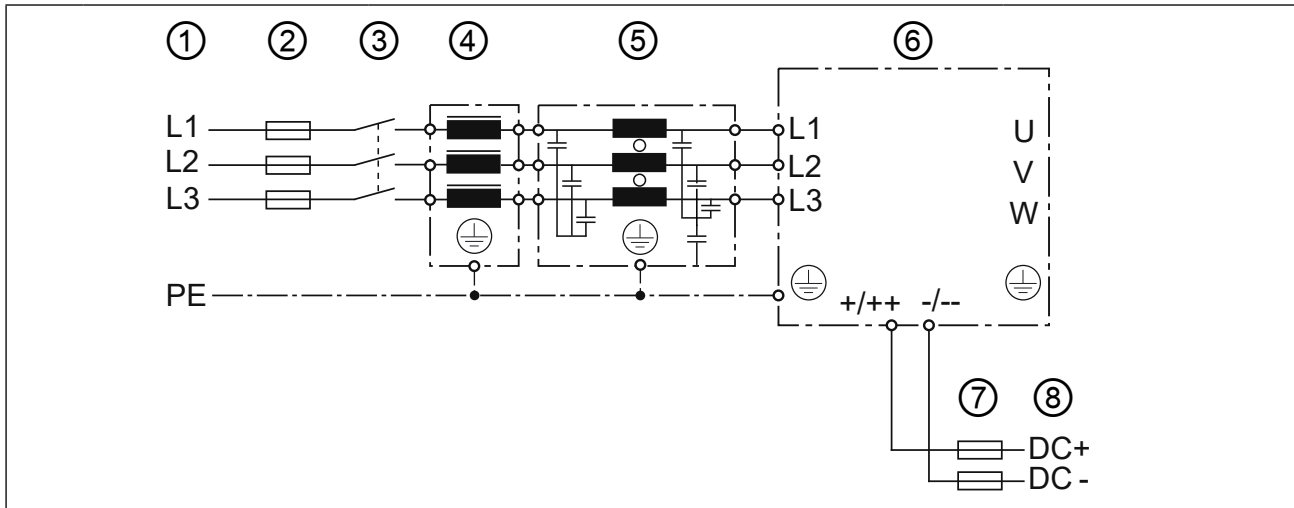 ① ② ③ ④ ⑤ ⑥
L1 L1 U
L2 L2 V
L3 L3 W
PE
+/++ -/--
⑦ ⑧
DC+
DC -